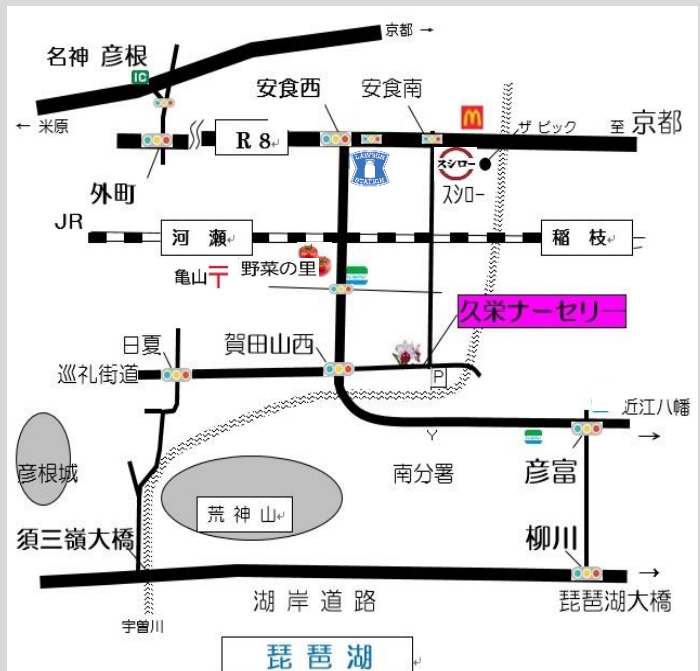 京都 →
名神 彦根
IC
安食西
安食南
← 米原
R 8
ザ ビック
至 京都
LAWSON
STATION
スシロー
スシロー
外町
JR
河 瀬
稲 枝
亀山〒
野菜の里
久栄ナーセリー
日夏
賀田山西
巡礼街道
P
近江八幡
→
彦根城
南分署
彦富
荒 神 山
須三嶺大橋
柳川
→
湖 岸 道 路
琵琶湖大橋
宇曽川
琵 琶 湖